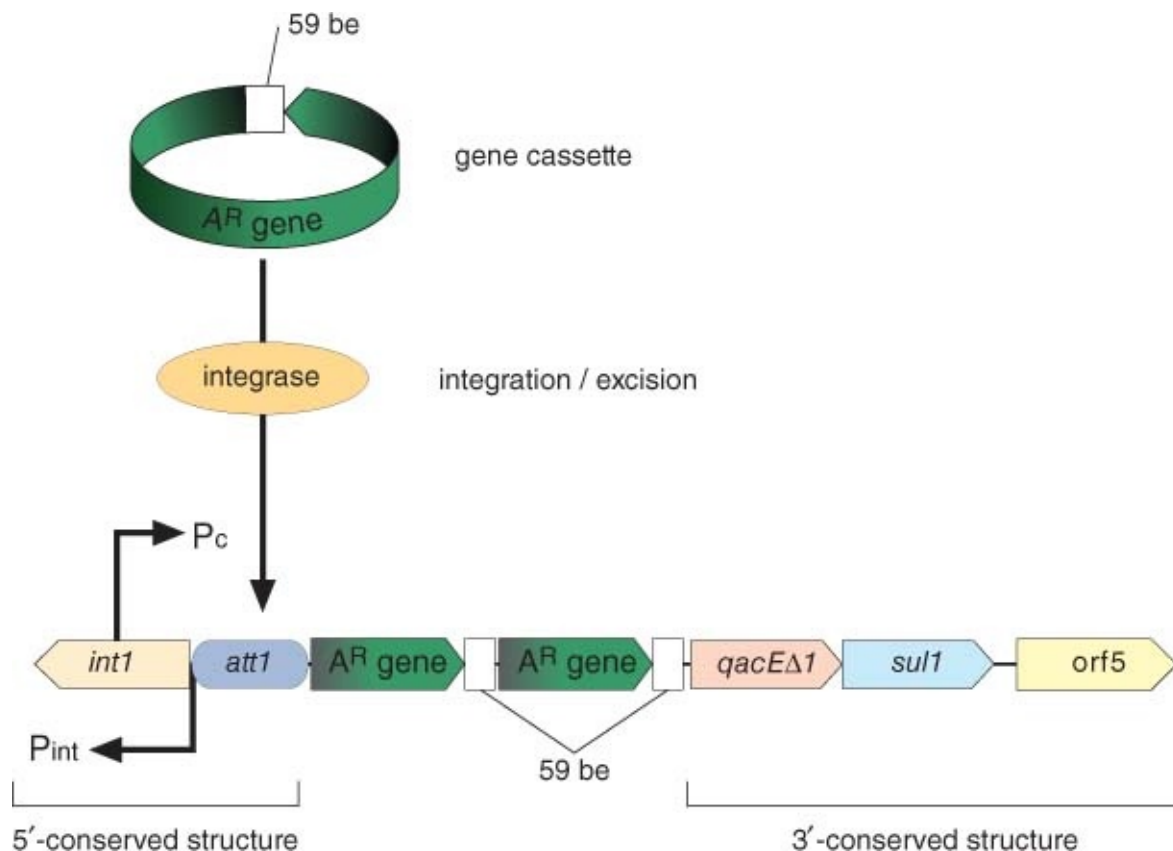 59 be
gene cassette
AR gene
integrase
integration / excision
Pc
int1
att1
AR gene
AR gene
qacEΔ1
sul1
orf5
Pint
59 be
5′-conserved structure
3′-conserved structure